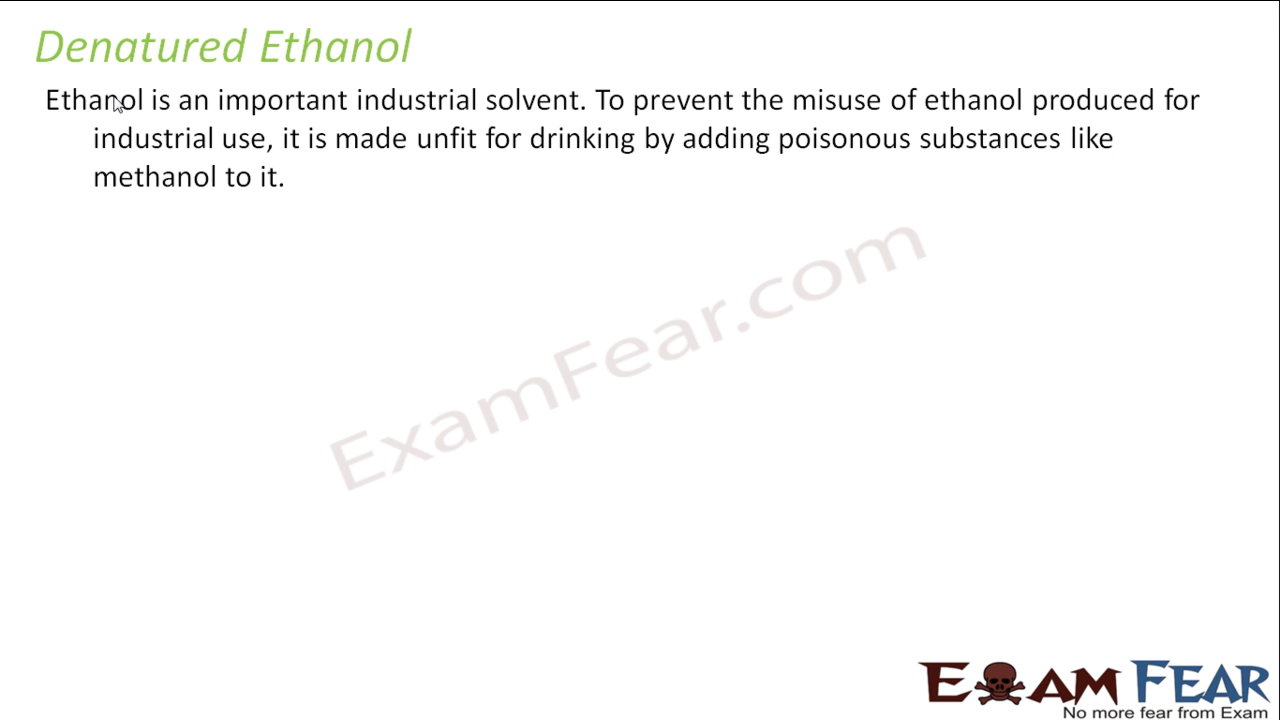 Denatured Ethanol
Ethanol is an important industrial solvent. To prevent the misuse of ethanol produced for
industrial use, it is made unfit for drinking by adding poisonous substances like
methanol to it.
ExamFear.com
EXAM FEAR
No more fear from Exam